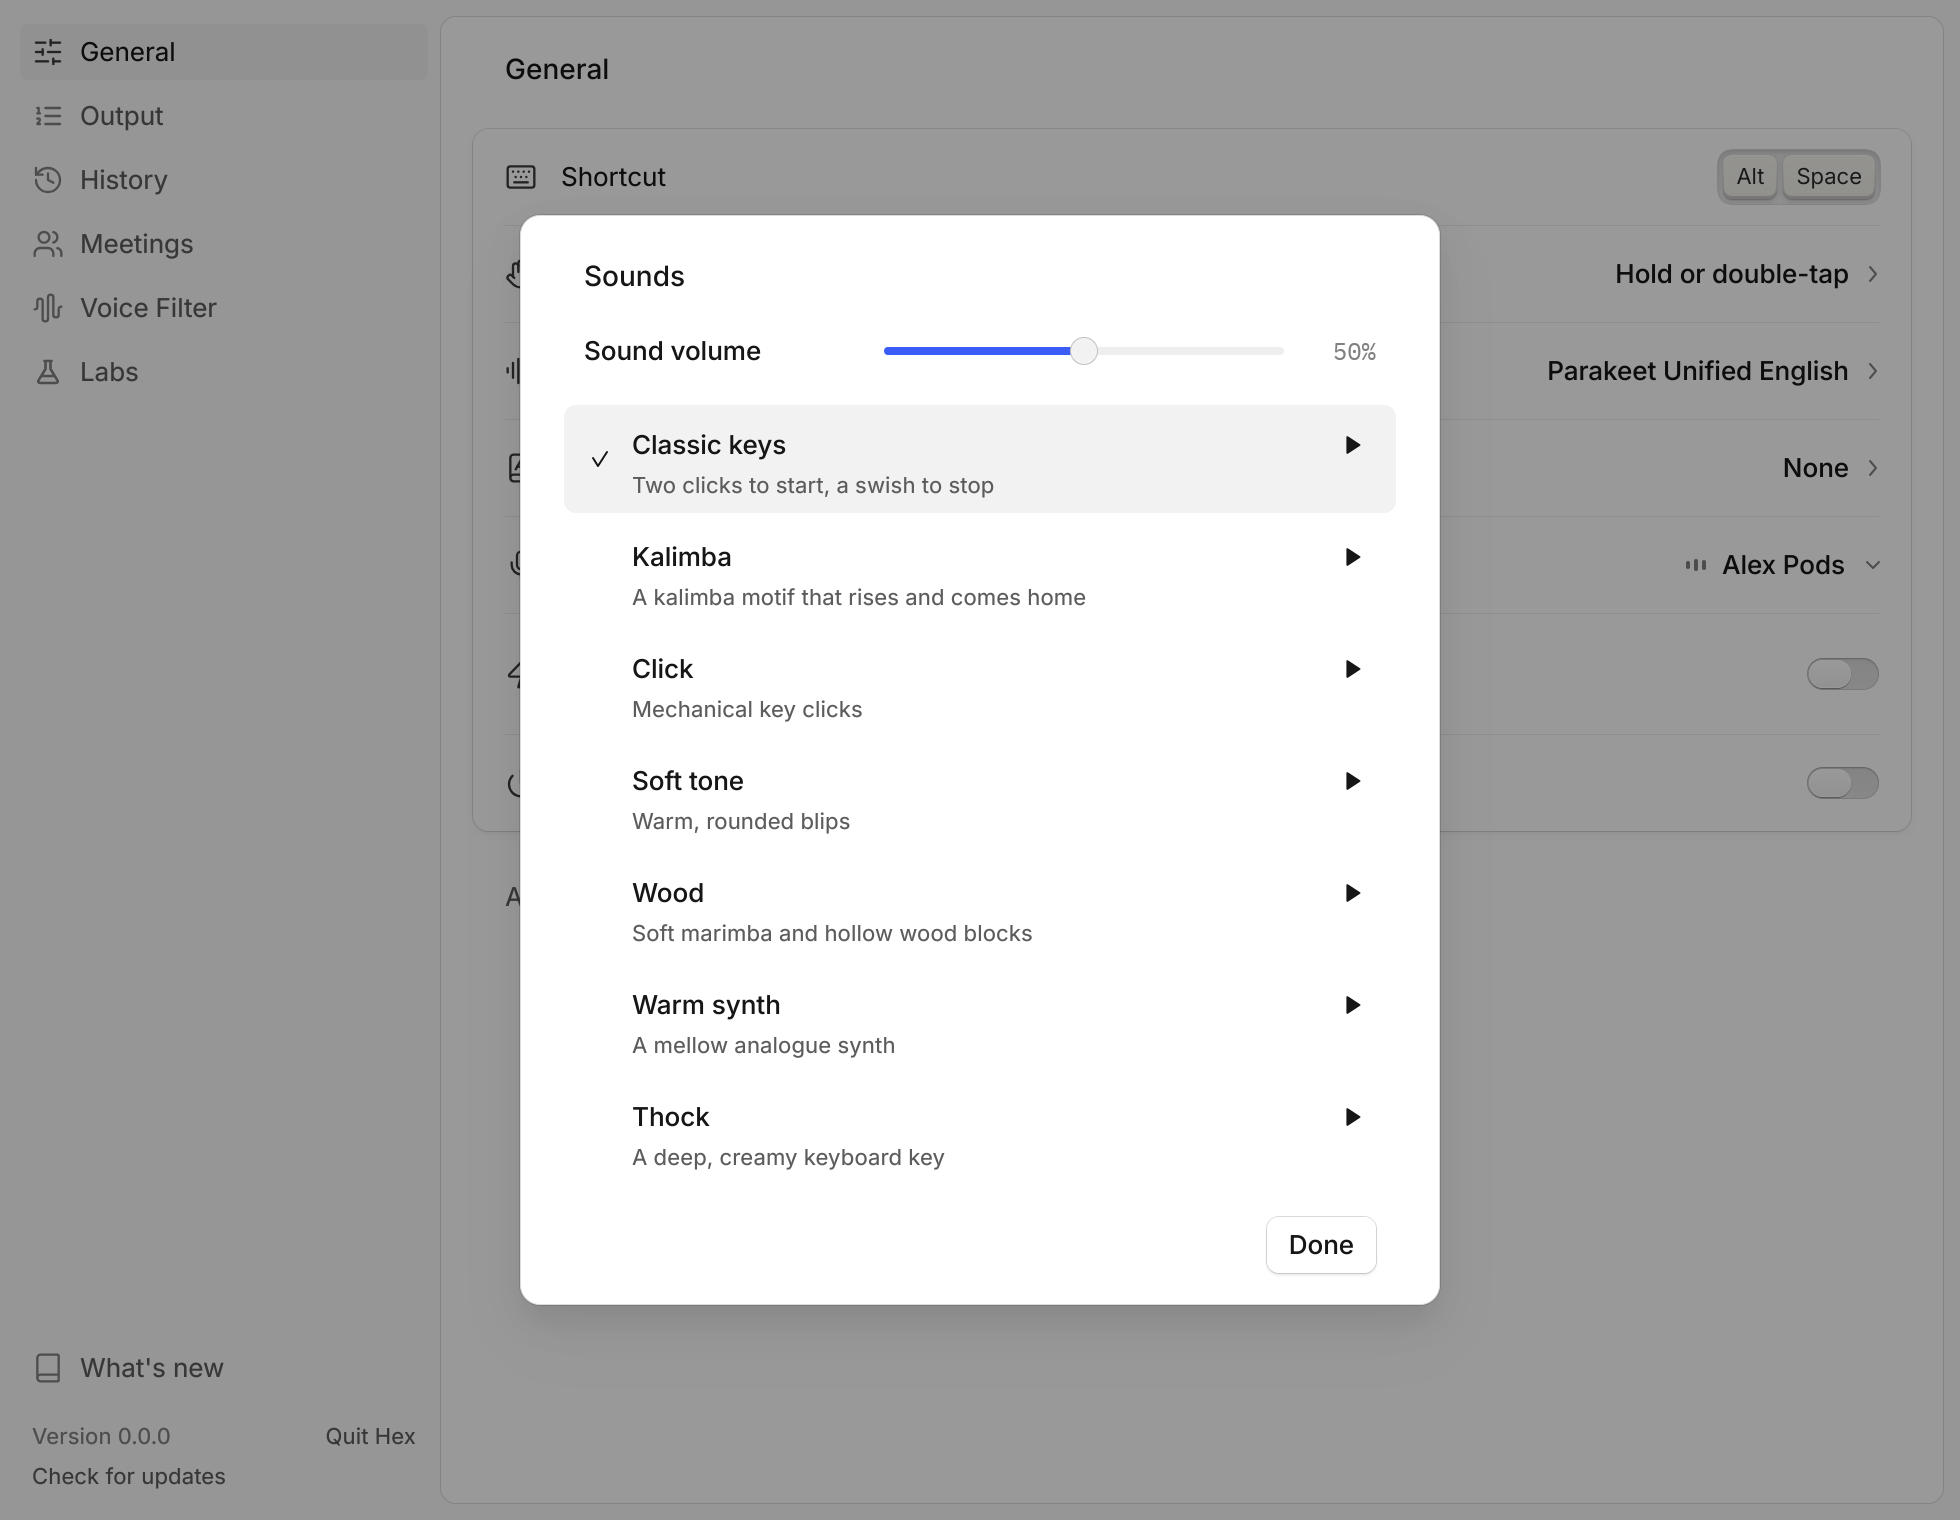 General
Output
History
Meetings
Voice Filter
Labs
What's new
Version 0.0.0
Quit Hex
Check for updates
General
Shortcut
Alt
Space
Hold or double-tap
Parakeet Unified English
None
Alex Pods
Sounds
Sound volume
50%
Classic keys
Two clicks to start, a swish to stop
Kalimba
A kalimba motif that rises and comes home
Click
Mechanical key clicks
Soft tone
Warm, rounded blips
Wood
Soft marimba and hollow wood blocks
Warm synth
A mellow analogue synth
Thock
A deep, creamy keyboard key
Done